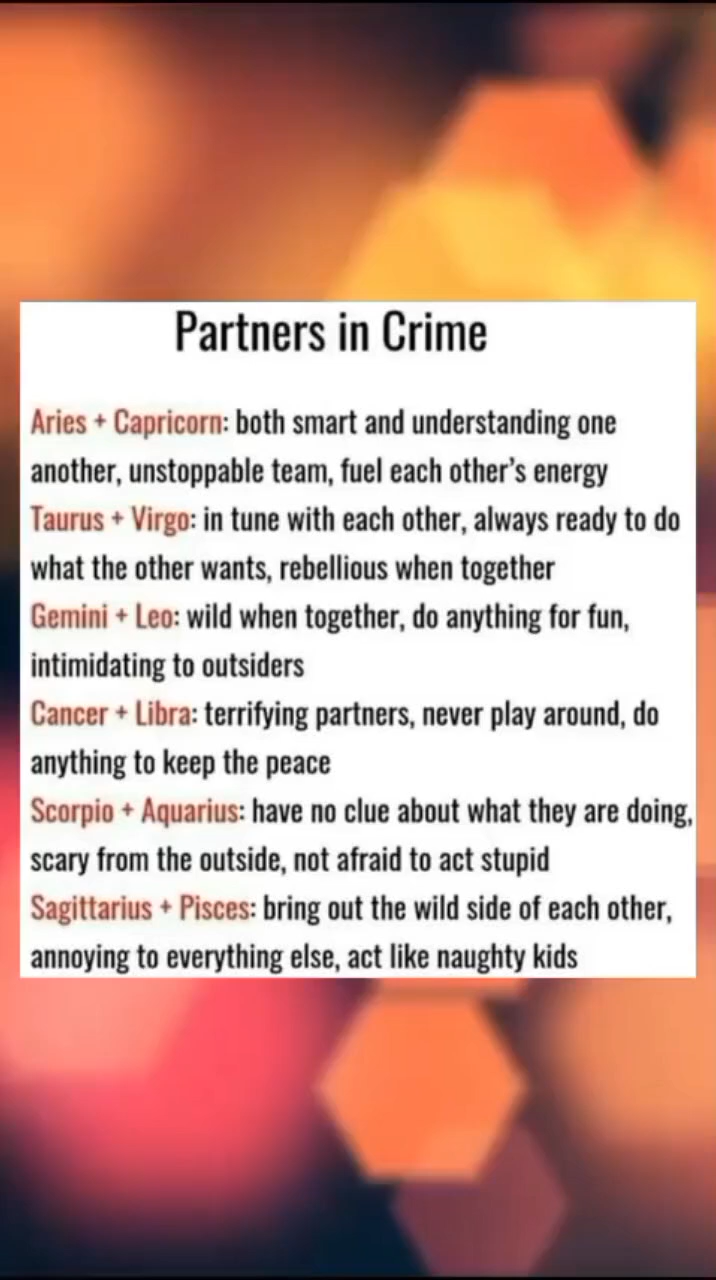 Partners in Crime
Aries + Capricorn: both smart and understanding one
another, unstoppable team, fuel each other's energy
Taurus + Virgo: in tune with each other, always ready to do
what the other wants, rebellious when together
Gemini + Leo: wild when together, do anything for fun,
intimidating to outsiders
Cancer + Libra: terrifying partners, never play around, do
anything to keep the peace
Scorpio + Aquarius: have no clue about what they are doing,
scary from the outside, not afraid to act stupid
Sagittarius + Pisces: bring out the wild side of each other,
annoying to everything else, act like naughty kids